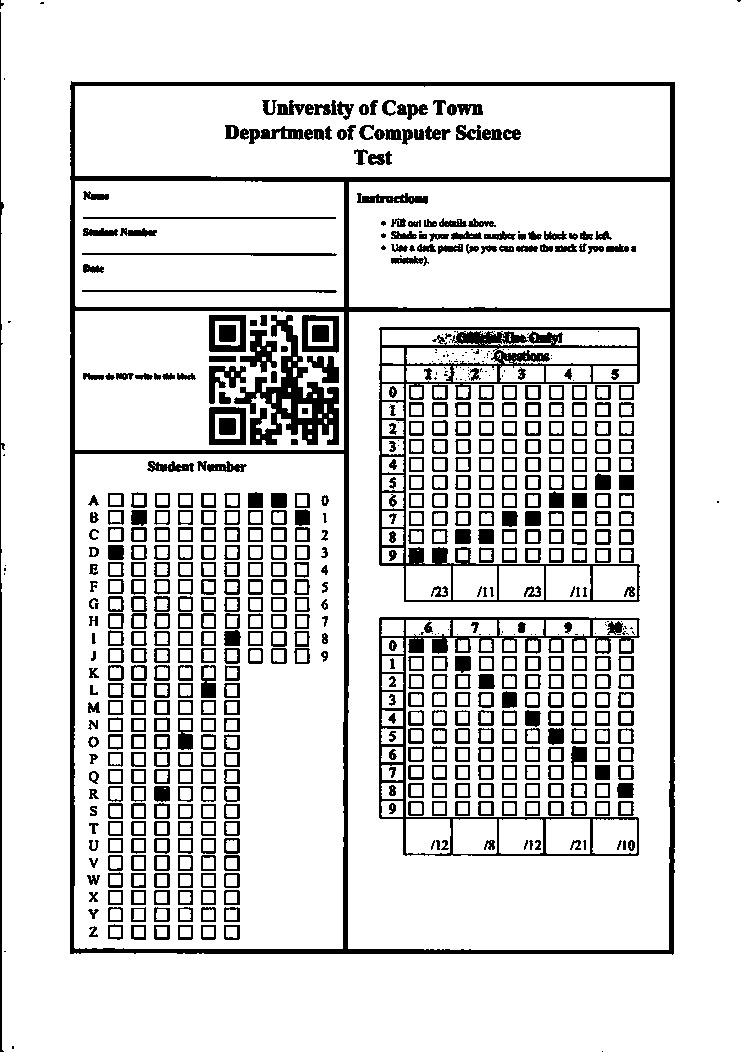 University of Cape Town
Department of Computer Science
Test
Name
Student Number
Date
Instructions
• Fill out the details above.
• Shade in your student number in the block to the left.
• Use a dark pencil (so you can erase the mark if you make a
mistake).
Please do NOT write in this block
Student Number
A 0
B 1
C 2
D 3
E 4
F 5
G 6
H 7
I 8
J 9
K
L
M
N
O
P
Q
R
S
T
U
V
W
X
Y
Z
Official Use Only!
Questions
1 2 3 4 5
0
1
2
3
4
5
6
7
8
9
/23 /11 /23 /11 /8
6 7 8 9 10
0
1
2
3
4
5
6
7
8
9
/12 /8 /12 /21 /10